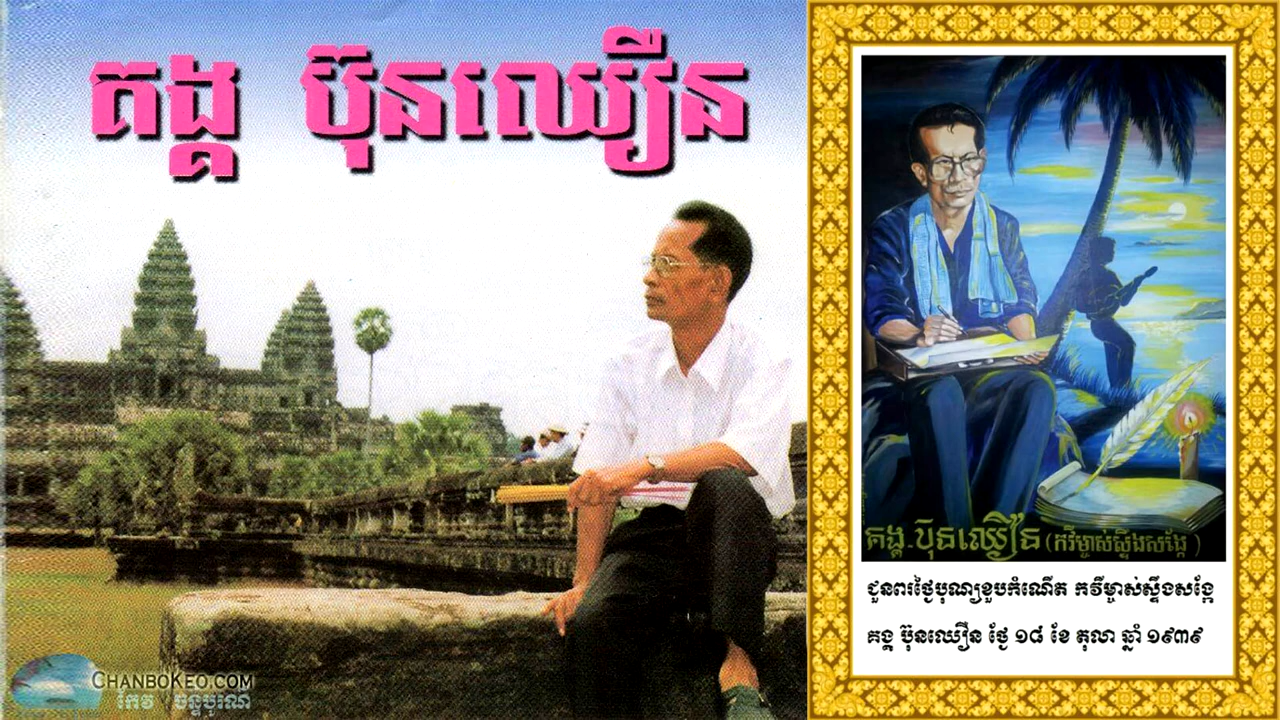 គង្គ ប៊ុនឈឿន
CHANBOKEO.COM
កែវ ច័ន្ទបូរណ៍
គង្គ-ប៊ុនឈឿន (កវីម្ចាស់ស្ទឹងសង្កែ)
ជូនពរថ្ងៃបុណ្យខួបកំណើត កវីម្ចាស់ស្ទឹងសង្កែ
គង្គ ប៊ុនឈឿន ថ្ងៃ ១៨ ខែ តុលា ឆ្នាំ ១៩៣៩